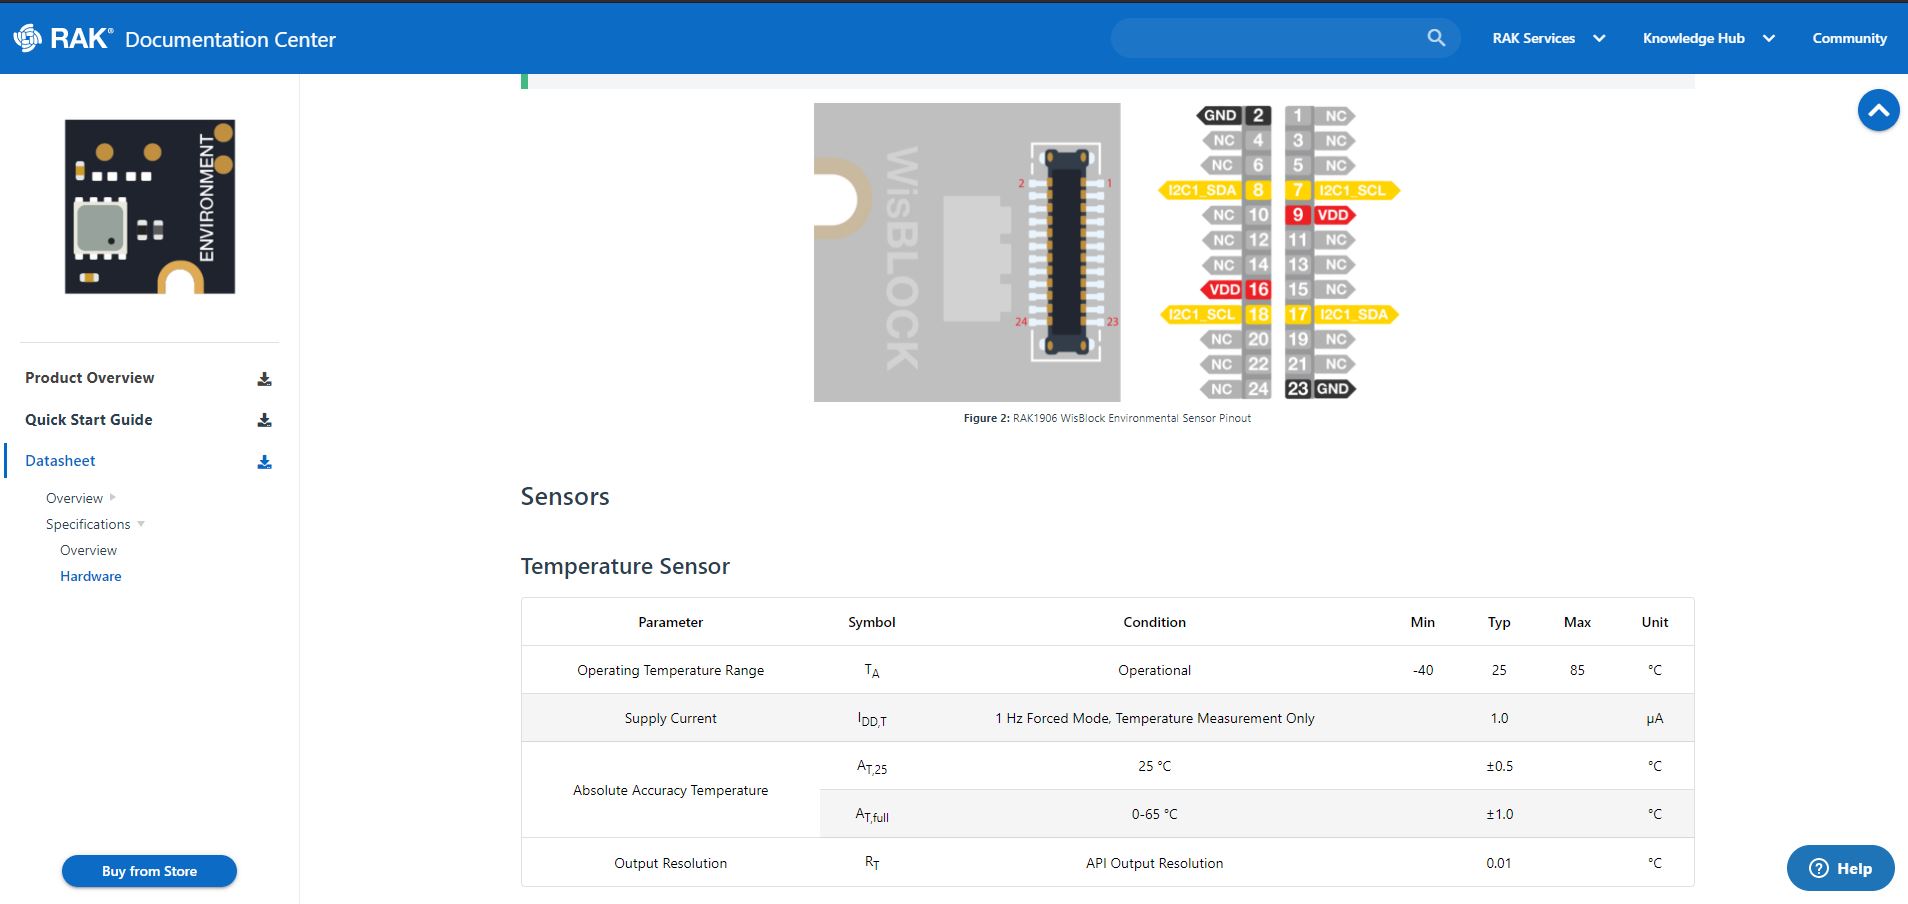 RAK® Documentation Center
RAK Services
Knowledge Hub
Community
ENVIRONMENT
Product Overview
Quick Start Guide
Datasheet
Overview
Specifications
Overview
Hardware
Buy from Store
WisBLOCK
2 1
24 23
GND 2 1 NC
NC 4 3 NC
NC 6 5 NC
I2C1_SDA 8 7 I2C1_SCL
NC 10 9 VDD
NC 12 11 NC
NC 14 13 NC
VDD 16 15 NC
I2C1_SCL 18 17 I2C1_SDA
NC 20 19 NC
NC 22 21 NC
NC 24 23 GND
Figure 2: RAK1906 WisBlock Environmental Sensor Pinout
Sensors
Temperature Sensor
Parameter Symbol Condition Min Typ Max Unit
Operating Temperature Range TA Operational -40 25 85 °C
Supply Current IDD,T 1 Hz Forced Mode, Temperature Measurement Only 1.0 μA
Absolute Accuracy Temperature AT,25 25 °C ±0.5 °C
AT,full 0-65 °C ±1.0 °C
Output Resolution RT API Output Resolution 0.01 °C
Help